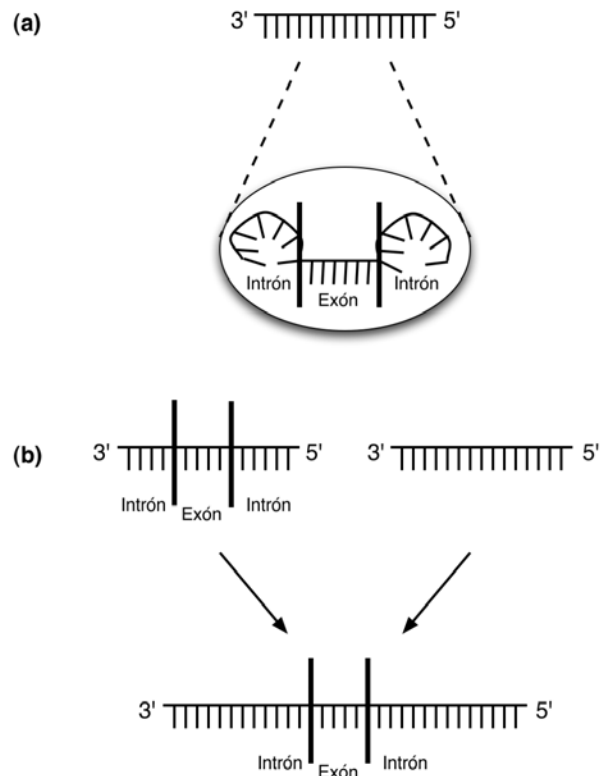 (a) 3' 5'
Intrón Intrón
Exón
(b) 3' 5' 3' 5'
Intrón Intrón
Exón
3' 5'
Intrón Intrón
Exón